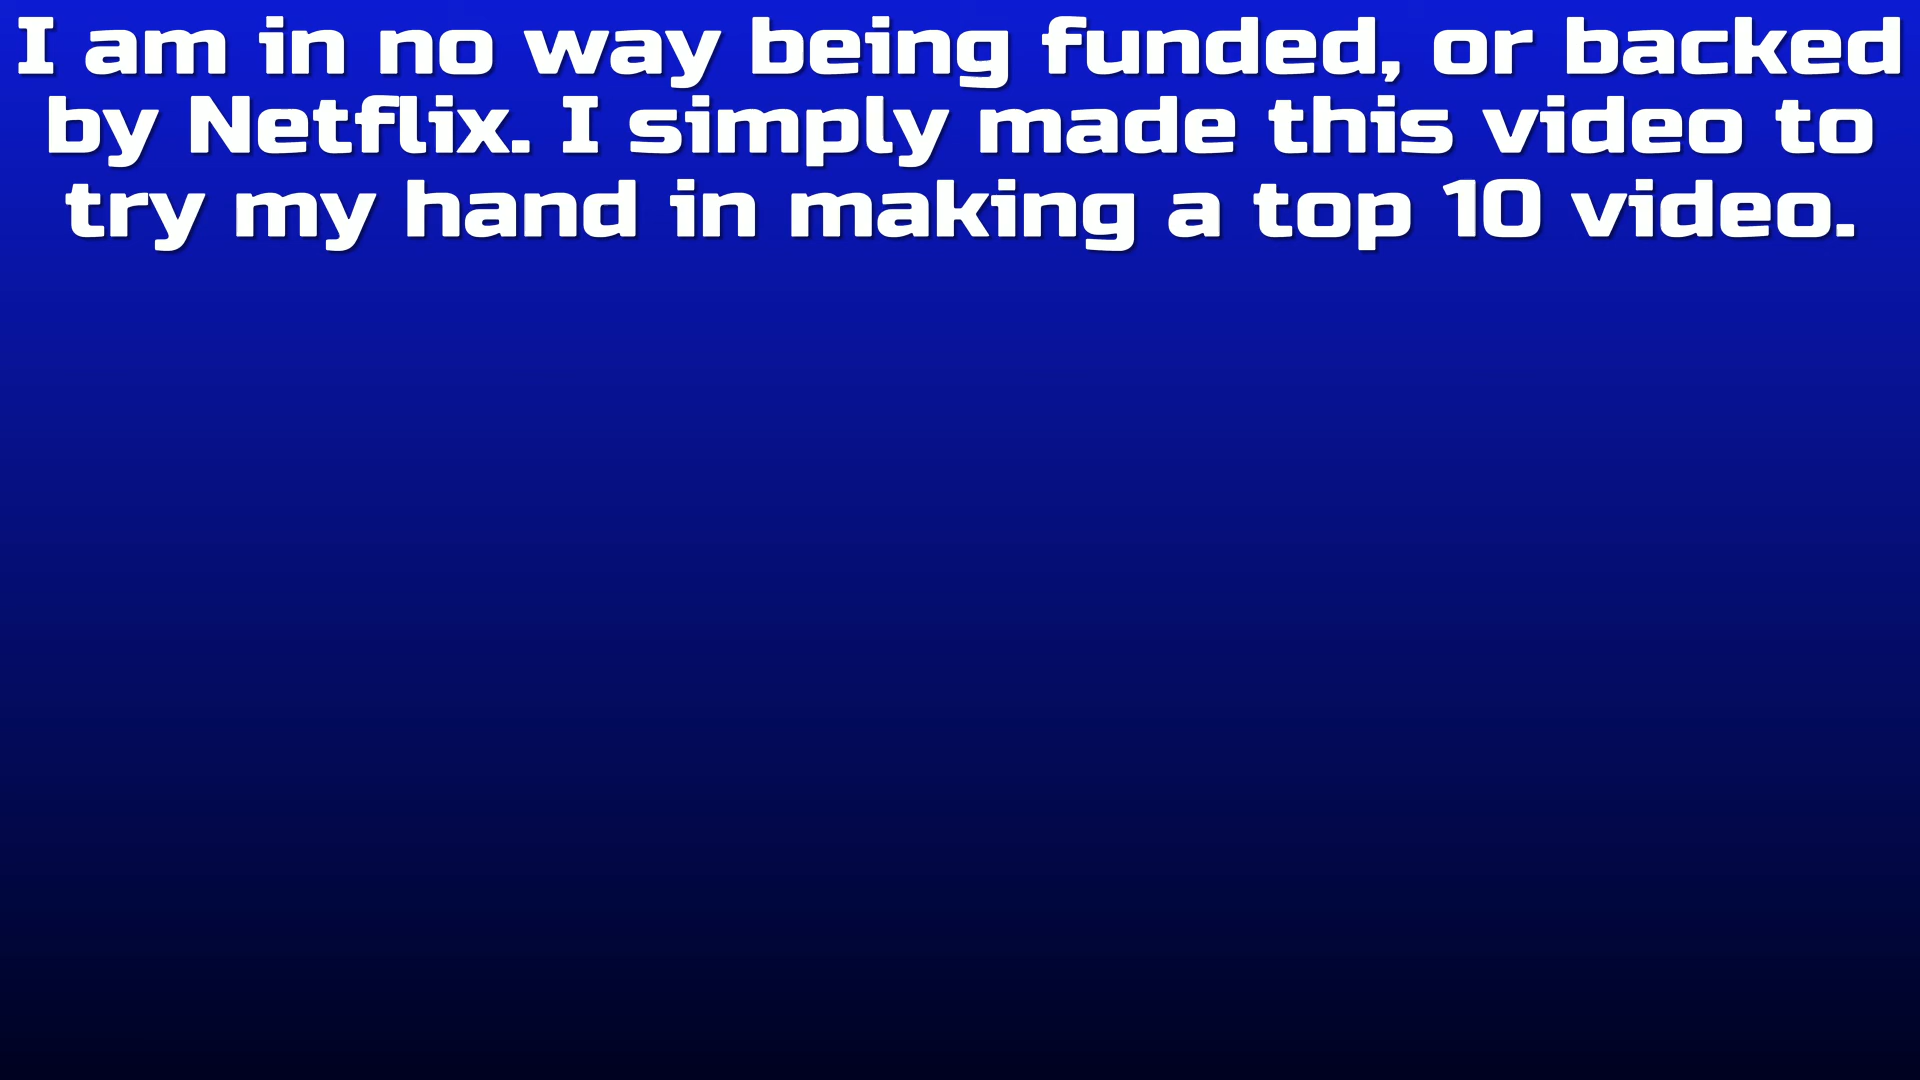 I am in no way being funded, or backed
by Netflix. I simply made this video to
try my hand in making a top 10 video.